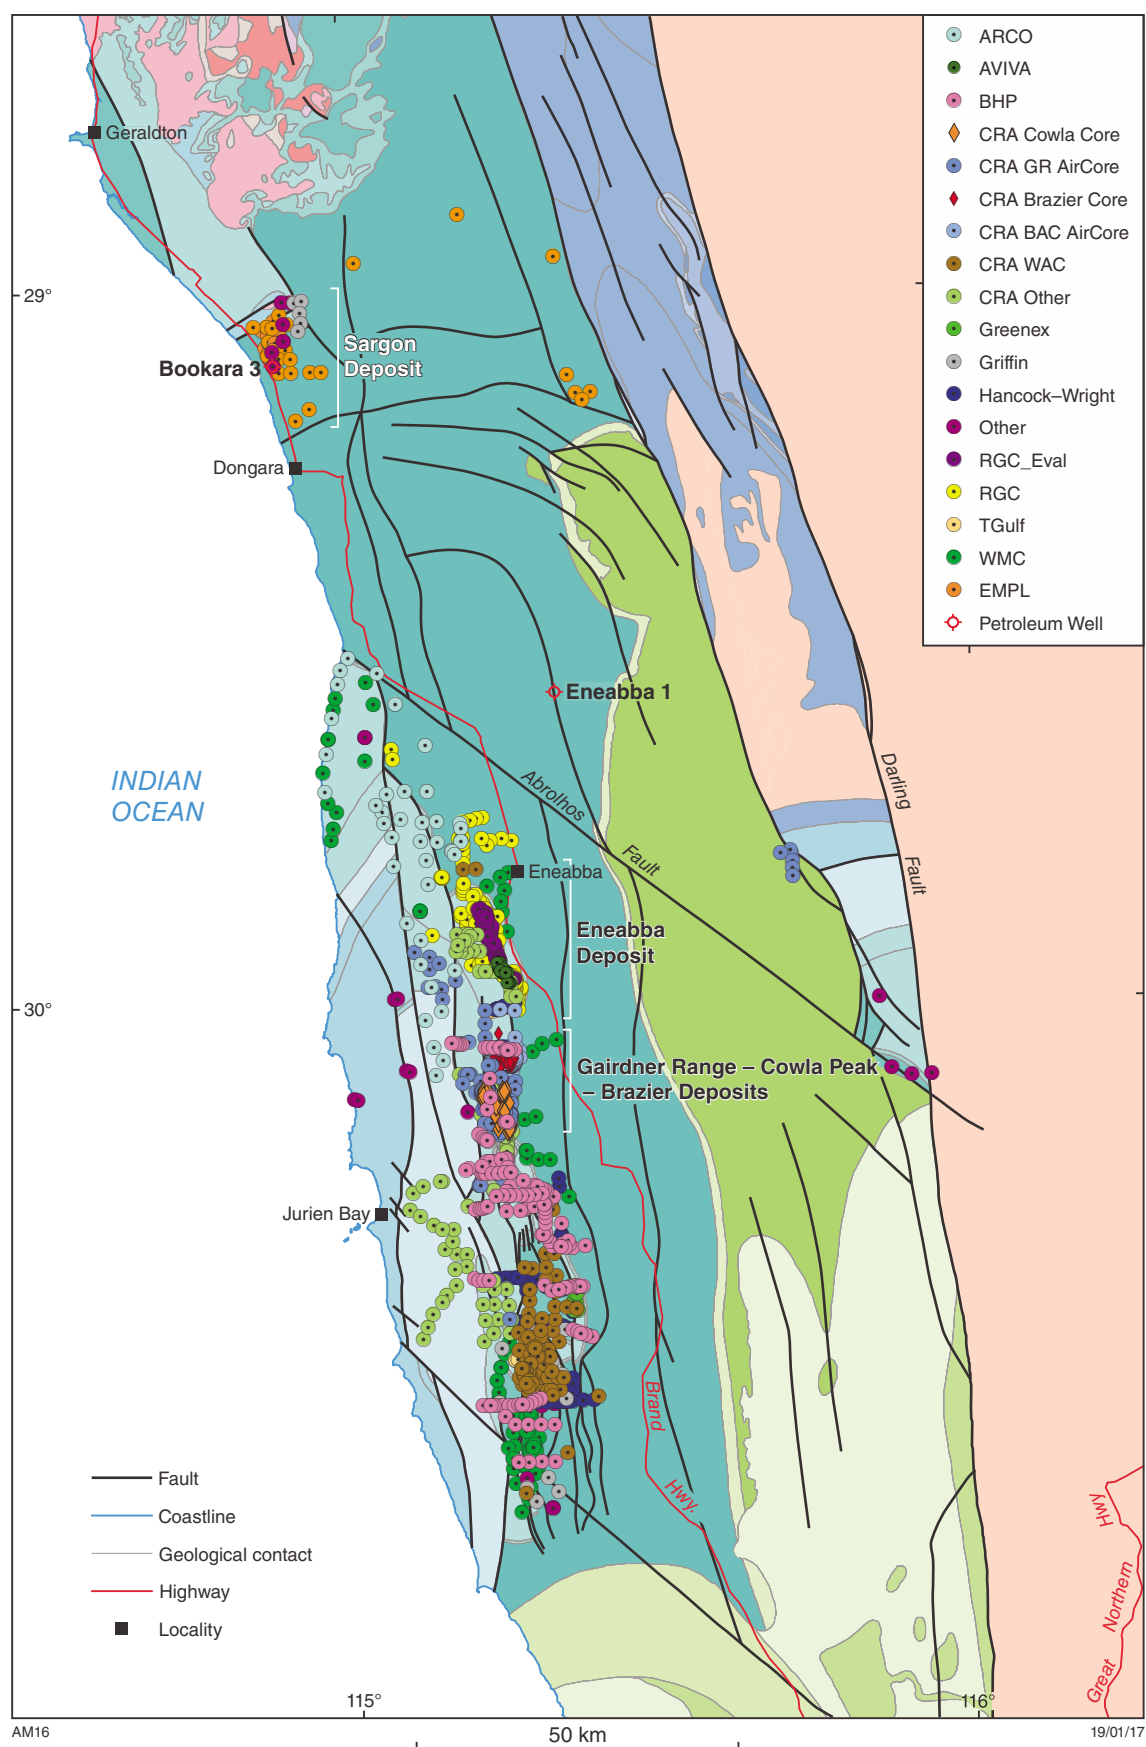 ARCO
AVIVA
BHP
CRA Cowla Core
CRA GR AirCore
CRA Brazier Core
CRA BAC AirCore
CRA WAC
CRA Other
Greenex
Griffin
Hancock–Wright
Other
RGC_Eval
RGC
TGulf
WMC
EMPL
Petroleum Well
Geraldton
29°
Sargon
Deposit
Bookara 3
Dongara
Eneabba 1
INDIAN
OCEAN
Abrolhos
Fault
Darling
Fault
Eneabba
Eneabba
Deposit
30°
Gairdner Range – Cowla Peak
– Brazier Deposits
Jurien Bay
Brand
Hwy.
Fault
Coastline
Geological contact
Highway
Locality
Hwy
Northern
Great
115°
116°
AM16
50 km
19/01/17